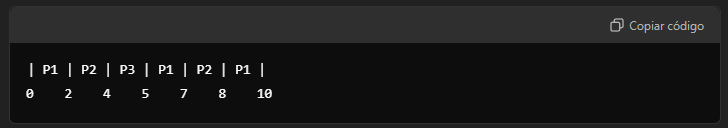 Copiar código
| P1 | P2 | P3 | P1 | P2 | P1 |
0    2    4    5    7    8    10